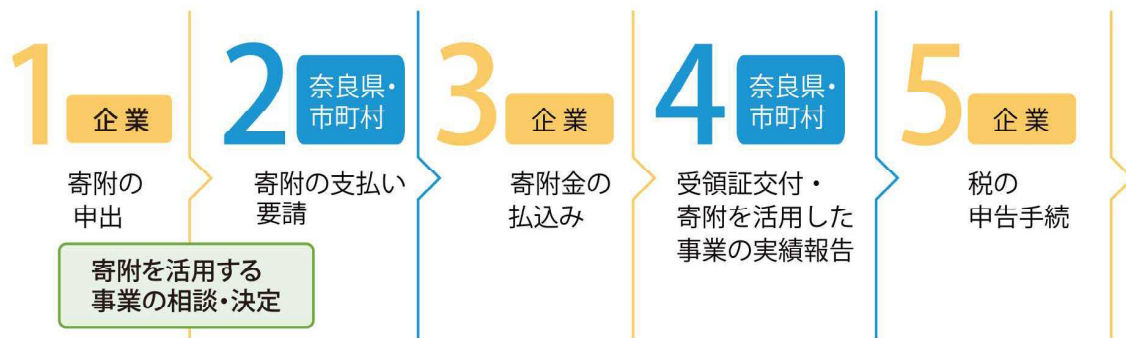 1
企業
寄附の
申出
2
奈良県・
市町村
寄附の支払い
要請
寄附を活用する
事業の相談・決定
3
企業
寄附金の
払込み
4
奈良県・
市町村
受領証交付・
寄附を活用した
事業の実績報告
5
企業
税の
申告手続